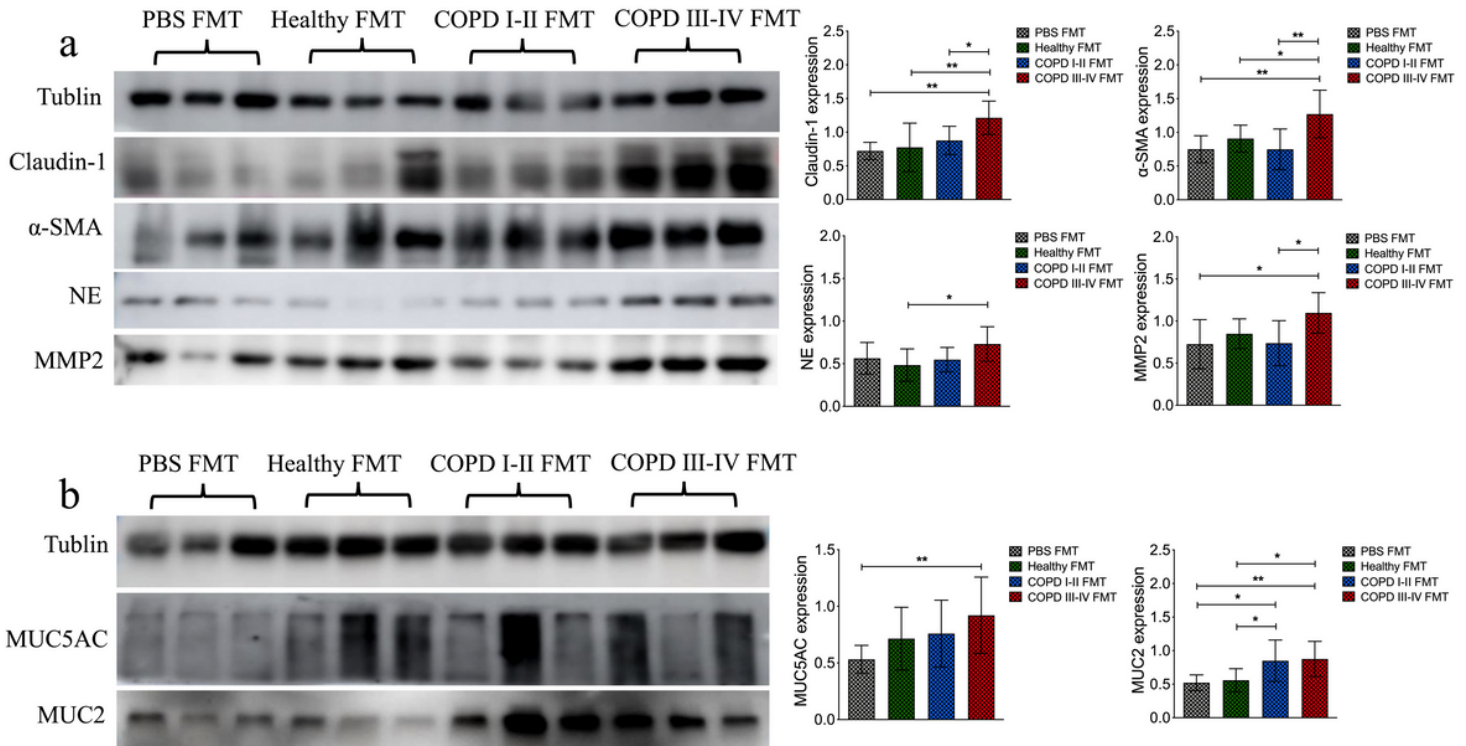 PBS FMT Healthy FMT COPD I-II FMT COPD III-IV FMT
a
Tublin
Claudin-1
α-SMA
NE
MMP2
Claudin-1 expression
2.0
1.5
1.0
0.5
0.0
*
**
**
PBS FMT
Healthy FMT
COPD I-II FMT
COPD III-IV FMT
α-SMA expression
2.0
1.5
1.0
0.5
0.0
**
*
**
PBS FMT
Healthy FMT
COPD I-II FMT
COPD III-IV FMT
NE expression
2.0
1.5
1.0
0.5
0.0
*
PBS FMT
Healthy FMT
COPD I-II FMT
COPD III-IV FMT
MMP2 expression
2.0
1.5
1.0
0.5
0.0
*
*
PBS FMT
Healthy FMT
COPD I-II FMT
COPD III-IV FMT
PBS FMT Healthy FMT COPD I-II FMT COPD III-IV FMT
b
Tublin
MUC5AC
MUC2
MUC5AC expression
1.5
1.0
0.5
0.0
**
PBS FMT
Healthy FMT
COPD I-II FMT
COPD III-IV FMT
MUC2 expression
2.5
2.0
1.5
1.0
0.5
0.0
*
**
*
*
PBS FMT
Healthy FMT
COPD I-II FMT
COPD III-IV FMT